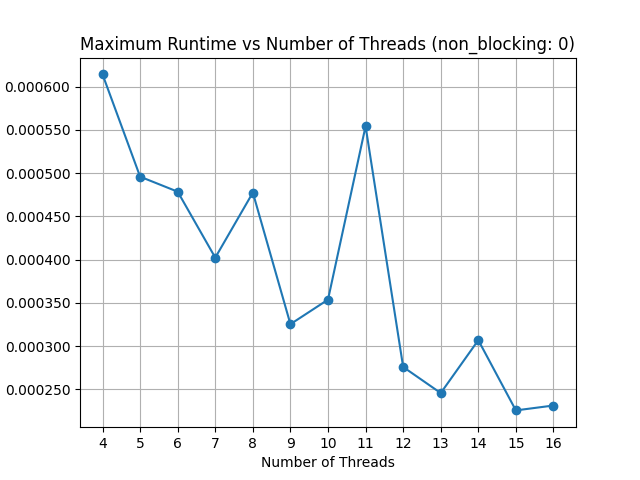 Maximum Runtime vs Number of Threads (non_blocking: 0)
0.000600
0.000550
0.000500
0.000450
0.000400
0.000350
0.000300
0.000250
4 5 6 7 8 9 10 11 12 13 14 15 16
Number of Threads